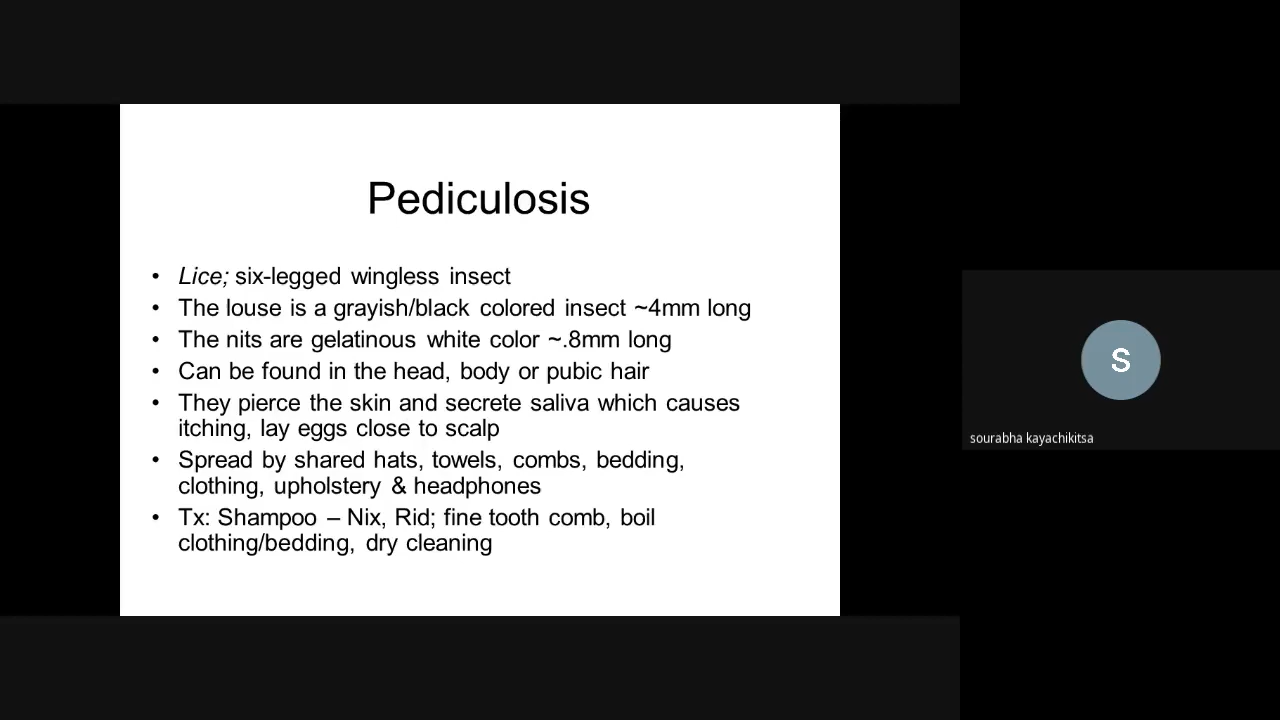 Pediculosis
• Lice; six-legged wingless insect
• The louse is a grayish/black colored insect ~4mm long
• The nits are gelatinous white color ~.8mm long
• Can be found in the head, body or pubic hair
• They pierce the skin and secrete saliva which causes
itching, lay eggs close to scalp
• Spread by shared hats, towels, combs, bedding,
clothing, upholstery & headphones
• Tx: Shampoo – Nix, Rid; fine tooth comb, boil
clothing/bedding, dry cleaning
S
sourabha kayachikitsa